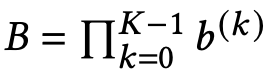 B = ∏_{k=0}^{K−1} b^{(k)}